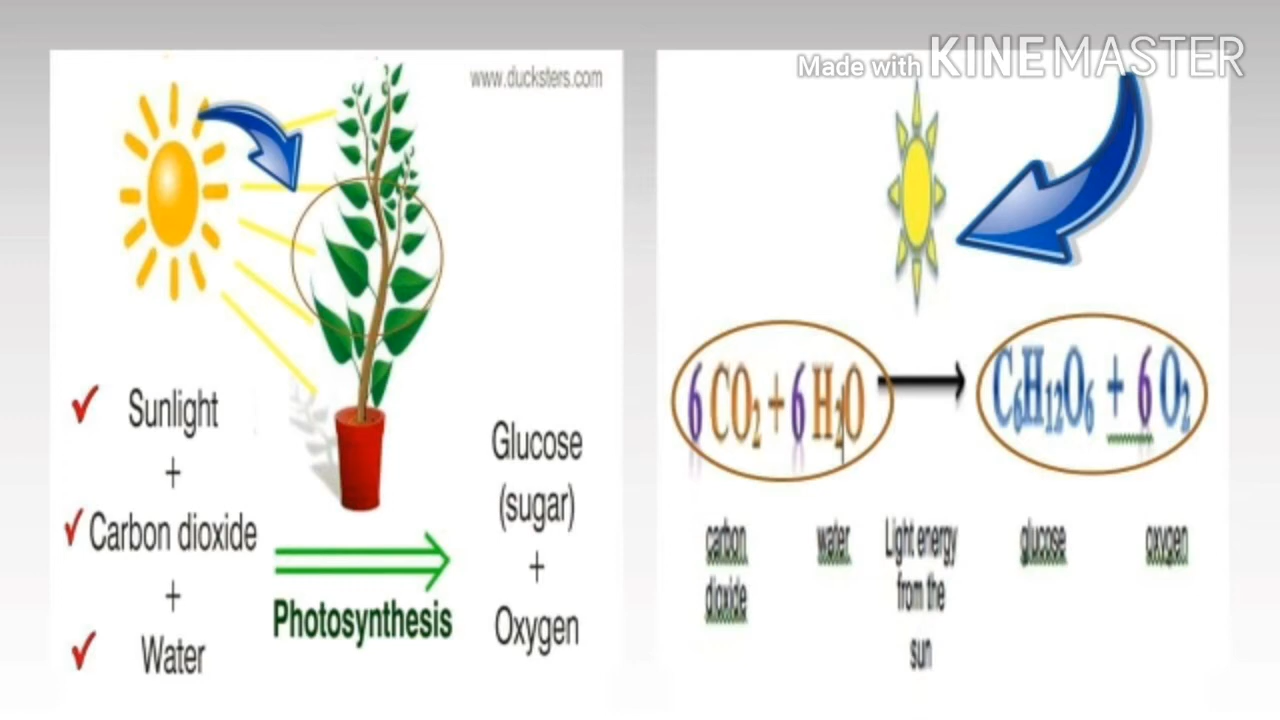 Made with KINEMASTER
www.ducksters.com
✓ Sunlight
+
✓ Carbon dioxide
+
✓ Water
Photosynthesis
Glucose
(sugar)
+
Oxygen
6 CO₂ + 6 H₂O → C₆H₁₂O₆ + 6 O₂
carbon
dioxide
water
Light energy
from the
sun
glucose
oxygen